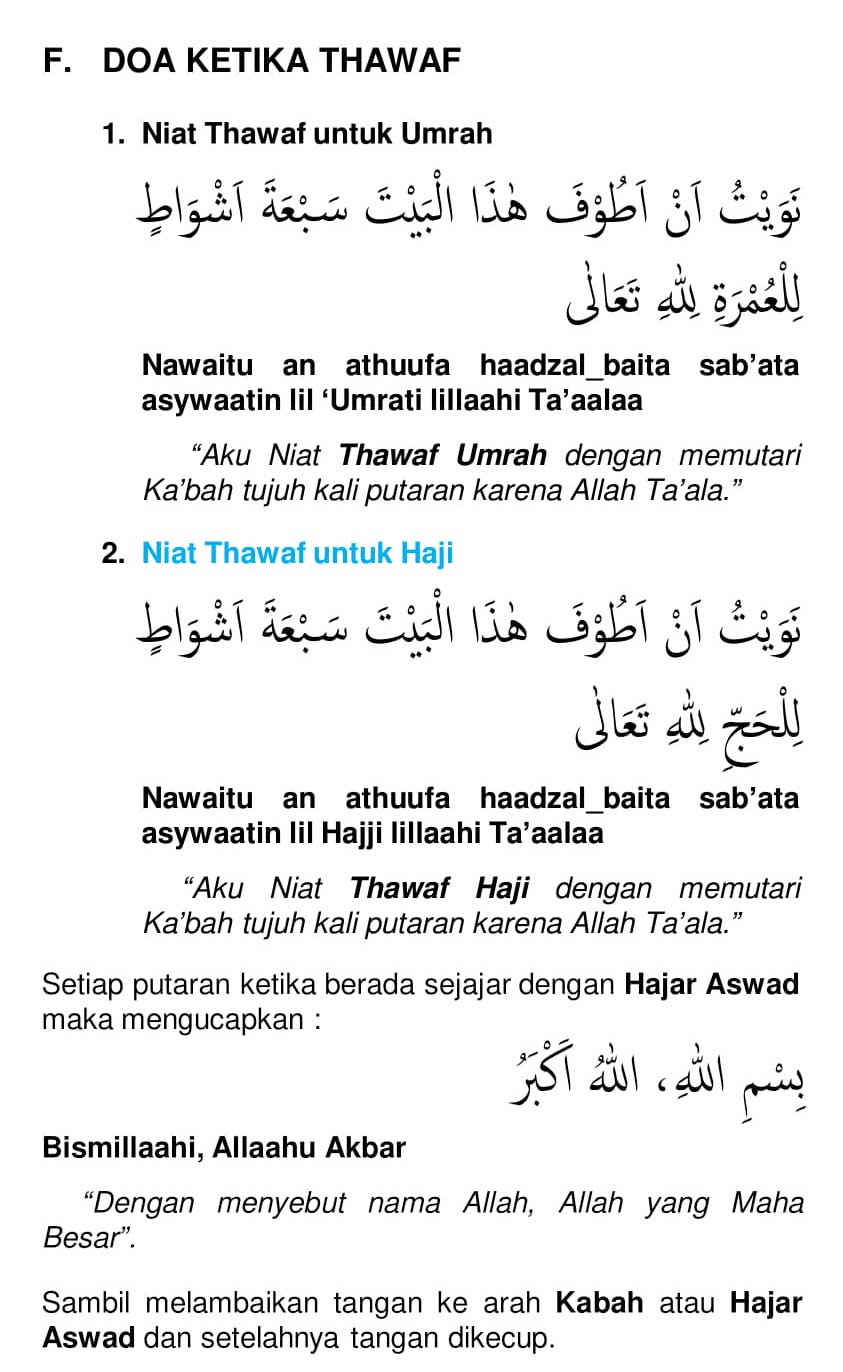 F. DOA KETIKA THAWAF
1. Niat Thawaf untuk Umrah
نَوَيْتُ اَنْ اَطُوْفَ هٰذَا الْبَيْتَ سَبْعَةَ اَشْوَاطٍ
لِلْعُمْرَةِ لِلّٰهِ تَعَالٰى
Nawaitu an athuufa haadzal_baita sab’ata
asywaatin lil ‘Umrati lillaahi Ta’aalaa
“Aku Niat Thawaf Umrah dengan memutari
Ka’bah tujuh kali putaran karena Allah Ta’ala.”
2. Niat Thawaf untuk Haji
نَوَيْتُ اَنْ اَطُوْفَ هٰذَا الْبَيْتَ سَبْعَةَ اَشْوَاطٍ
لِلْحَجِّ لِلّٰهِ تَعَالٰى
Nawaitu an athuufa haadzal_baita sab’ata
asywaatin lil Hajji lillaahi Ta’aalaa
“Aku Niat Thawaf Haji dengan memutari
Ka’bah tujuh kali putaran karena Allah Ta’ala.”
Setiap putaran ketika berada sejajar dengan Hajar Aswad
maka mengucapkan :
بِسْمِ اللّٰهِ، اَللّٰهُ اَكْبَرُ
Bismillaahi, Allaahu Akbar
“Dengan menyebut nama Allah, Allah yang Maha
Besar”.
Sambil melambaikan tangan ke arah Kabah atau Hajar
Aswad dan setelahnya tangan dikecup.